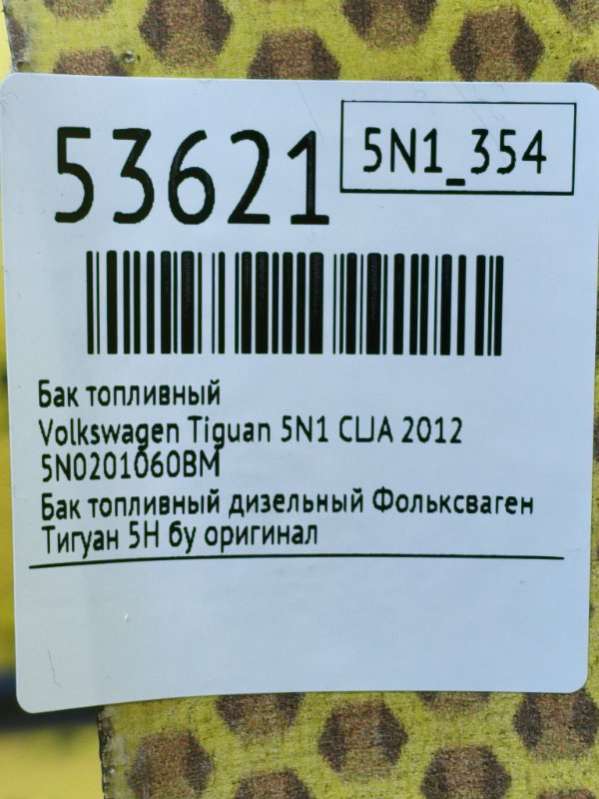 53621
5N1_354
Бак топливный
Volkswagen Tiguan 5N1 CLJA 2012
5N0201060BM
Бак топливный дизельный Фольксваген
Тигуан 5Н бу оригинал